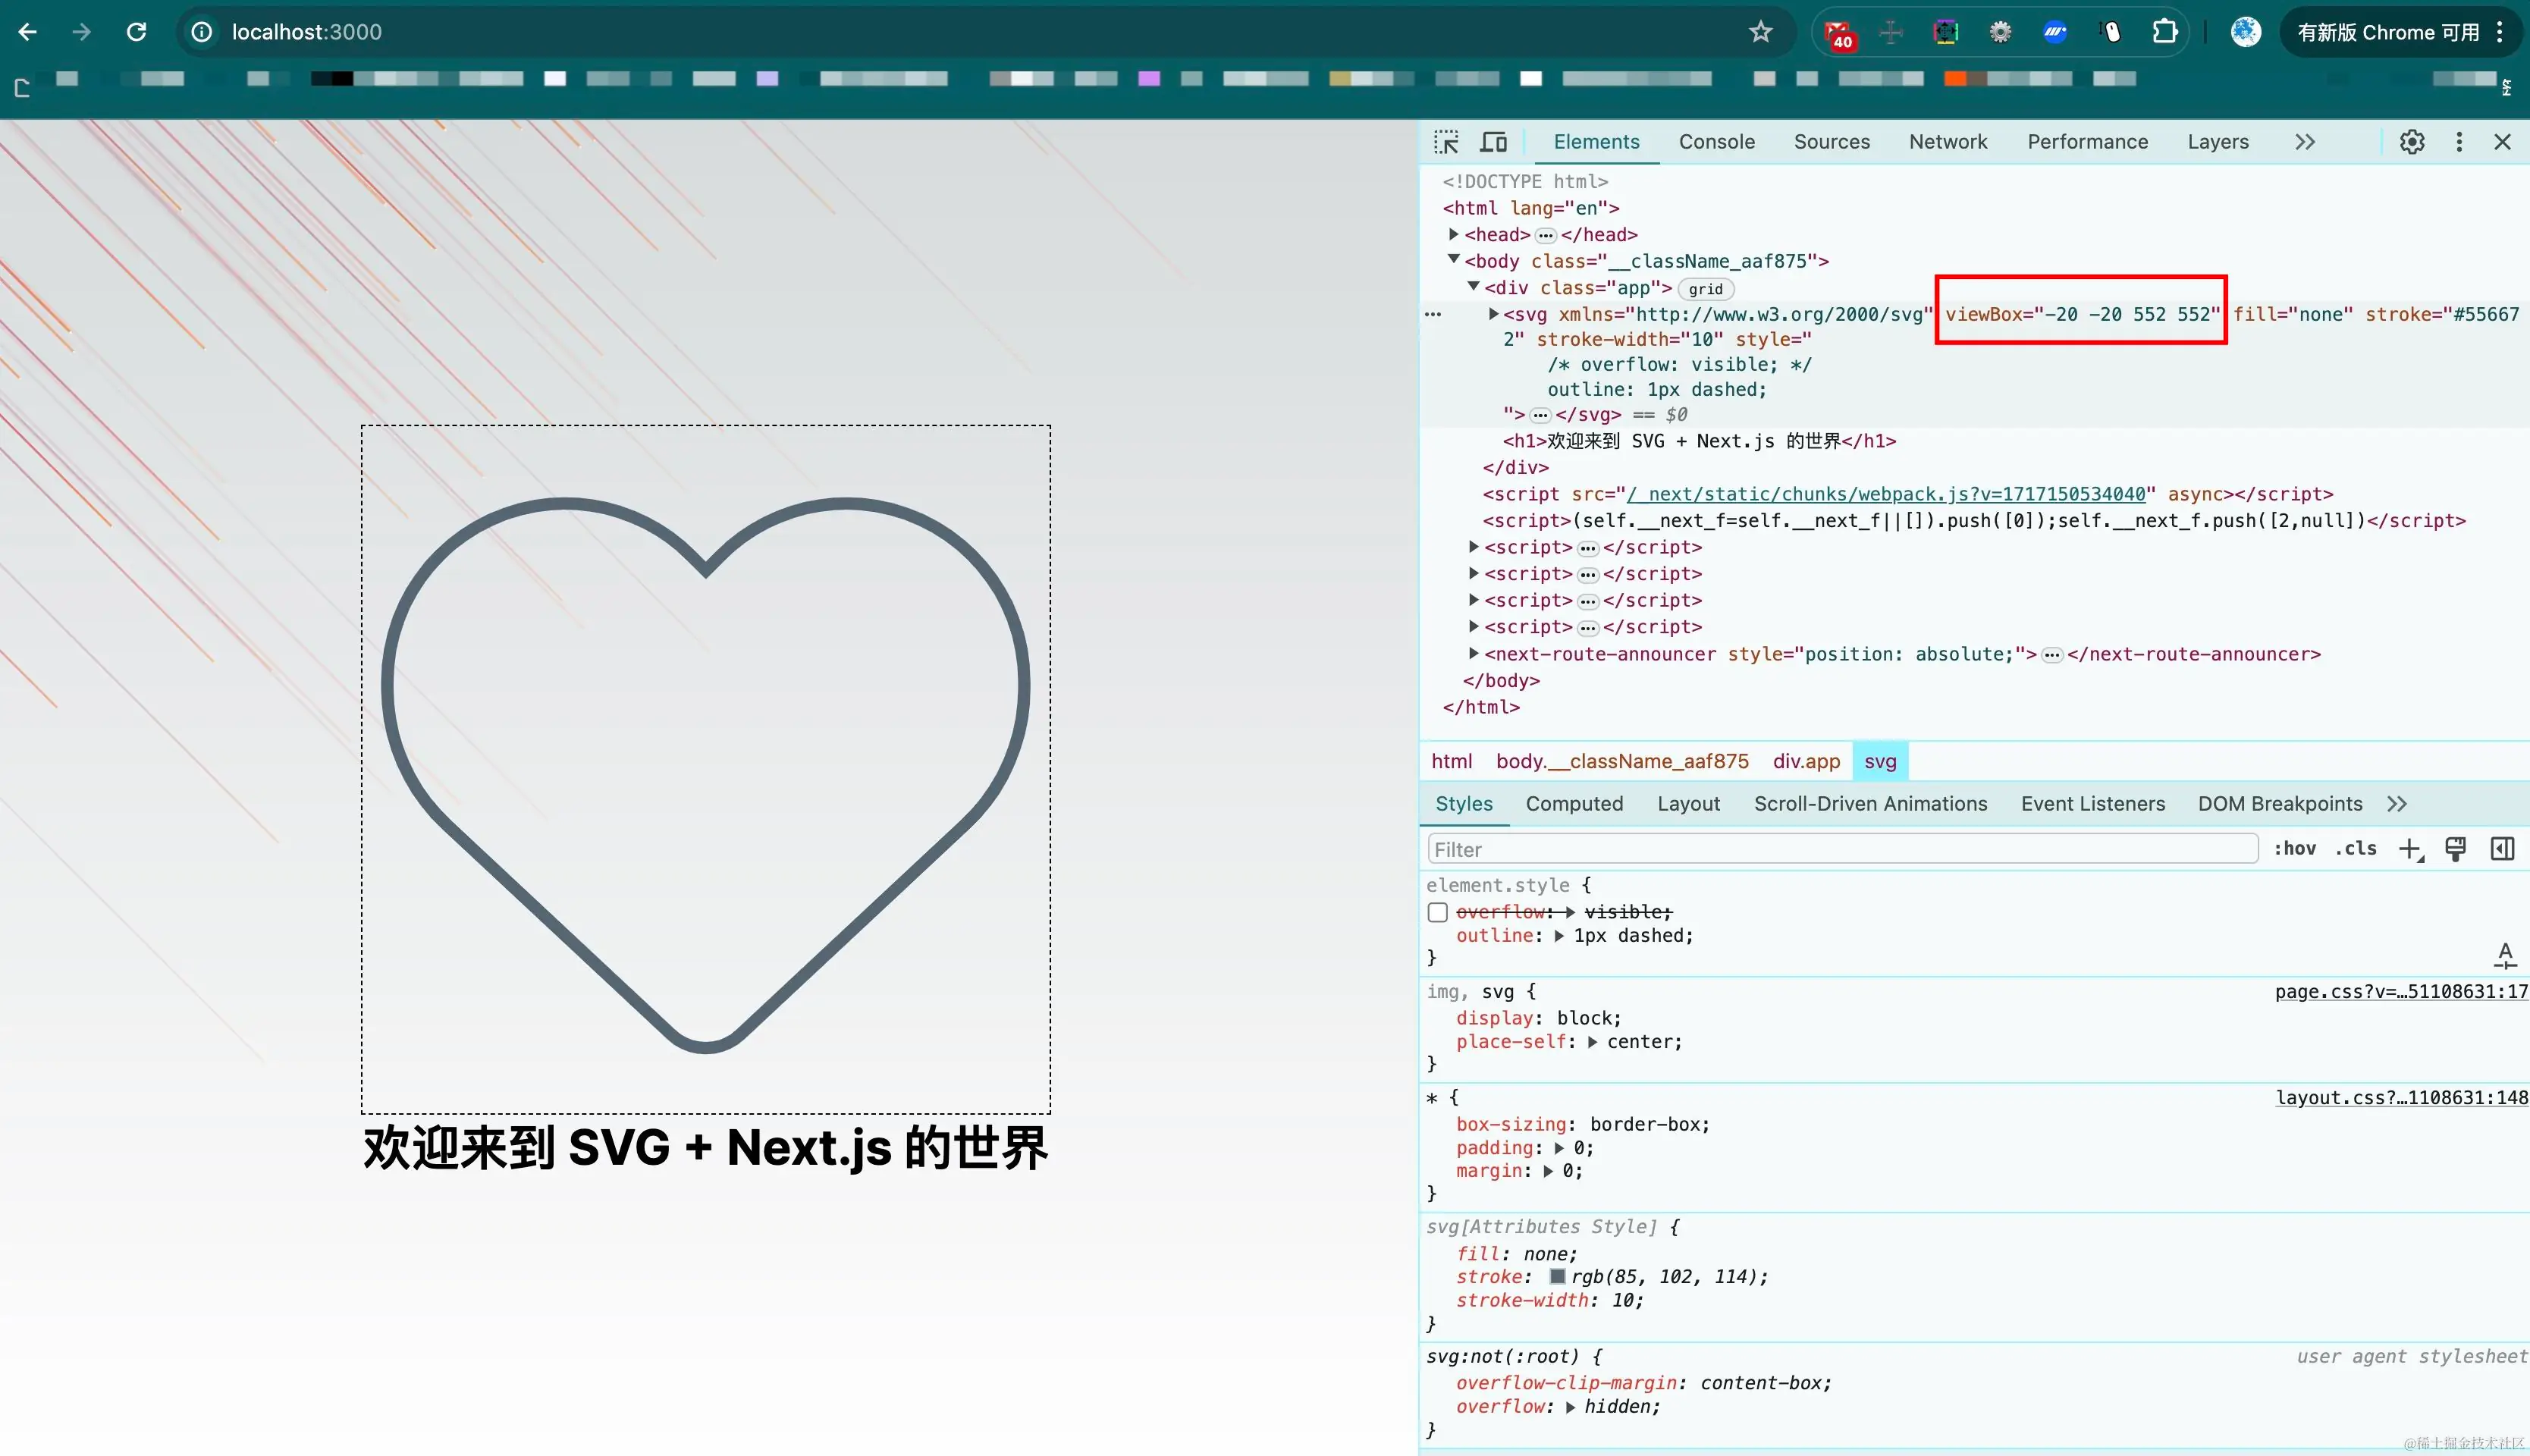 localhost:3000
40
有新版 Chrome 可用
Elements Console Sources Network Performance Layers
<!DOCTYPE html>
<html lang="en">
<head> ••• </head>
<body class="__className_aaf875">
<div class="app"> grid
••• <svg xmlns="http://www.w3.org/2000/svg" viewBox="-20 -20 552 552" fill="none" stroke="#55667
2" stroke-width="10" style="
/* overflow: visible; */
outline: 1px dashed;
"> ••• </svg> == $0
<h1>欢迎来到 SVG + Next.js 的世界</h1>
</div>
<script src="/_next/static/chunks/webpack.js?v=1717150534040" async></script>
<script>(self.__next_f=self.__next_f||[]).push([0]);self.__next_f.push([2,null])</script>
<script> ••• </script>
<script> ••• </script>
<script> ••• </script>
<script> ••• </script>
<next-route-announcer style="position: absolute;"> ••• </next-route-announcer>
</body>
</html>
html body.__className_aaf875 div.app svg
Styles Computed Layout Scroll-Driven Animations Event Listeners DOM Breakpoints
Filter :hov .cls
element.style {
overflow: visible;
outline: 1px dashed;
}
img, svg { page.css?v=…51108631:17
display: block;
place-self: center;
}
* { layout.css?…1108631:148
box-sizing: border-box;
padding: 0;
margin: 0;
}
svg[Attributes Style] {
fill: none;
stroke: rgb(85, 102, 114);
stroke-width: 10;
}
svg:not(:root) { user agent stylesheet
overflow-clip-margin: content-box;
overflow: hidden;
}
欢迎来到 SVG + Next.js 的世界
@稀土掘金技术社区